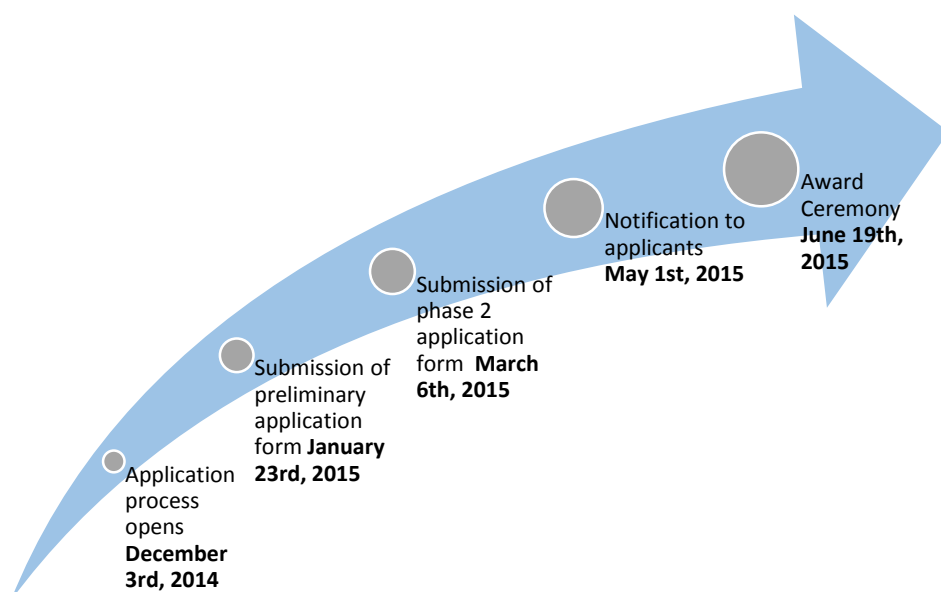 Application
process
opens
December
3rd, 2014
Submission of
preliminary
application
form January
23rd, 2015
Submission of
phase 2
application
form  March
6th, 2015
Notification to
applicants
May 1st, 2015
Award
Ceremony
June 19th,
2015